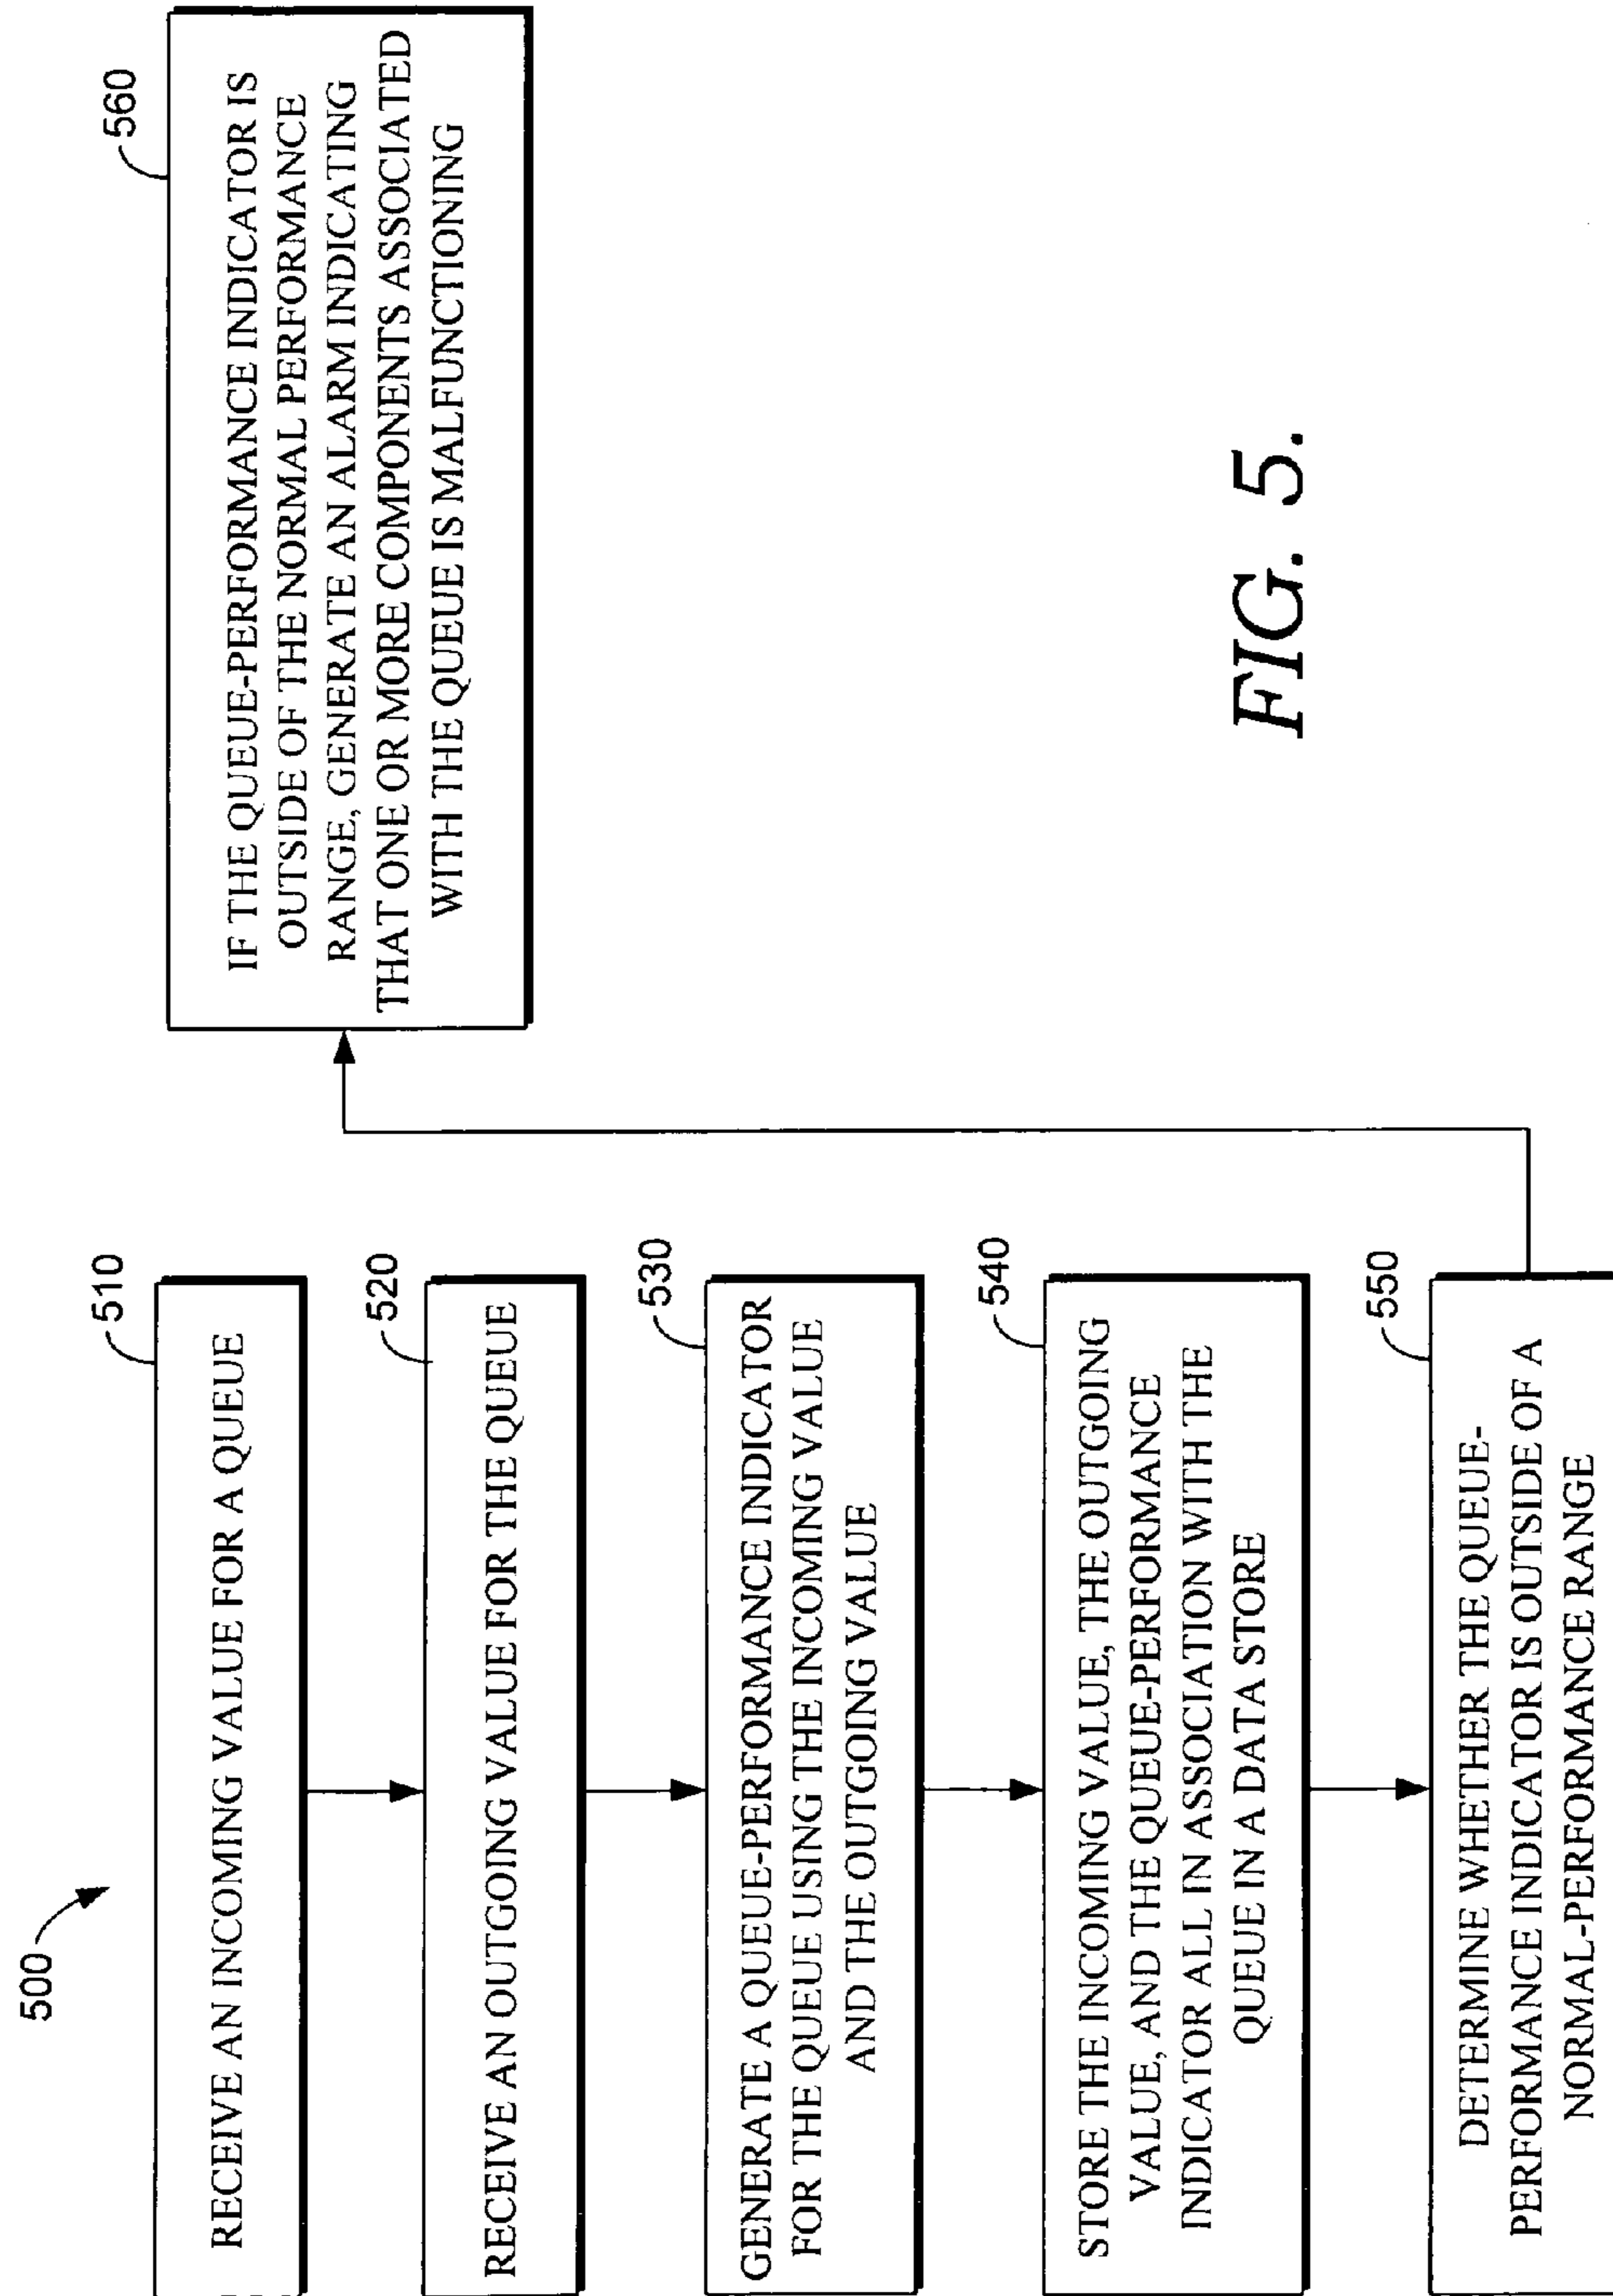 500
510
RECEIVE AN INCOMING VALUE FOR A QUEUE
520
RECEIVE AN OUTGOING VALUE FOR THE QUEUE
530
GENERATE A QUEUE-PERFORMANCE INDICATOR
FOR THE QUEUE USING THE INCOMING VALUE
AND THE OUTGOING VALUE
540
STORE THE INCOMING VALUE, THE OUTGOING
VALUE, AND THE QUEUE-PERFORMANCE
INDICATOR ALL IN ASSOCIATION WITH THE
QUEUE IN A DATA STORE
550
DETERMINE WHETHER THE QUEUE-
PERFORMANCE INDICATOR IS OUTSIDE OF A
NORMAL-PERFORMANCE RANGE
560
IF THE QUEUE-PERFORMANCE INDICATOR IS
OUTSIDE OF THE NORMAL PERFORMANCE
RANGE, GENERATE AN ALARM INDICATING
THAT ONE OR MORE COMPONENTS ASSOCIATED
WITH THE QUEUE IS MALFUNCTIONING
FIG. 5.